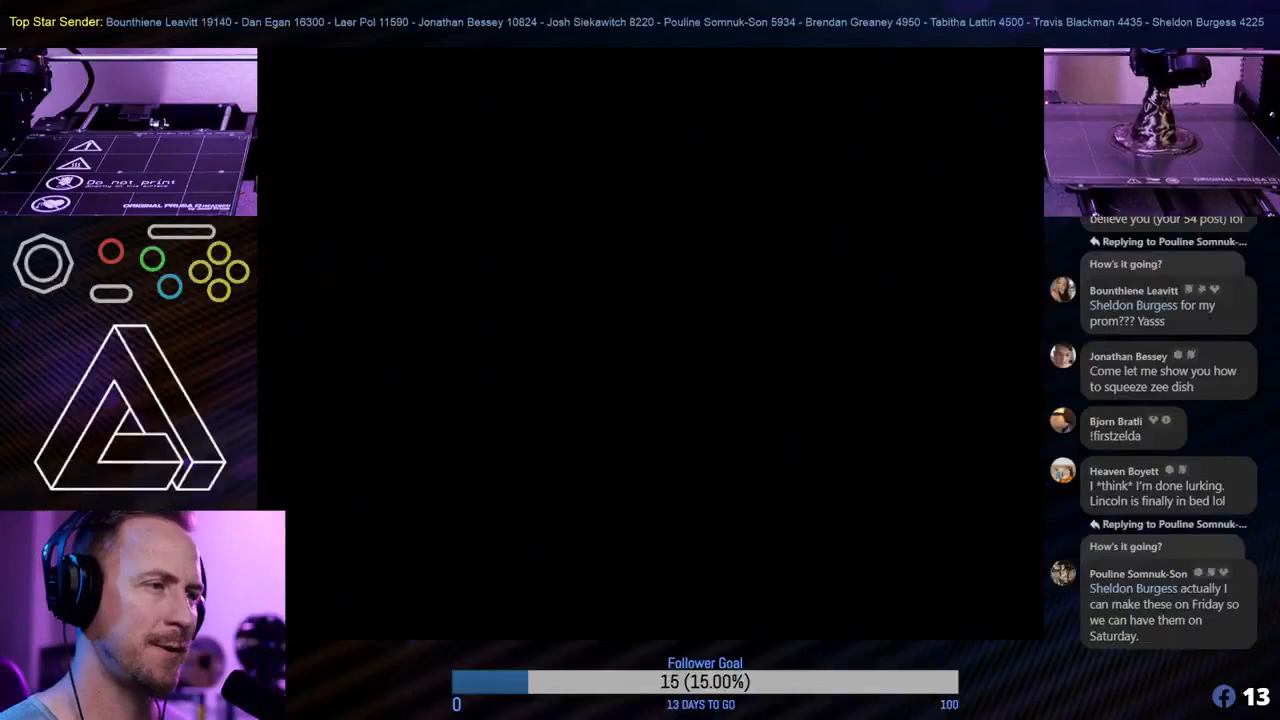 Top Star Sender: Bounthiene Leavitt 19140 - Dan Egan 16300 - Laer Pol 11590 - Jonathan Bessey 10824 - Josh Siekawitch 8220 - Pouline Somnuk-Son 5934 - Brendan Greaney 4950 - Tabitha Lattin 4500 - Travis Blackman 4435 - Sheldon Burgess 4225
Do not print
directly on this surface
ORIGINAL PRUSA
ORIGINAL PRUSA
believe you (your 54 post) lol
Replying to Pouline Somnuk-...
How's it going?
Bounthiene Leavitt
Sheldon Burgess for my
prom??? Yasss
Jonathan Bessey
Come let me show you how
to squeeze zee dish
Bjorn Bratli
!firstzelda
Heaven Boyett
I *think* I'm done lurking.
Lincoln is finally in bed lol
Replying to Pouline Somnuk-...
How's it going?
Pouline Somnuk-Son
Sheldon Burgess actually I
can make these on Friday so
we can have them on
Saturday.
Follower Goal
15 (15.00%)
0
13 DAYS TO GO
100
13